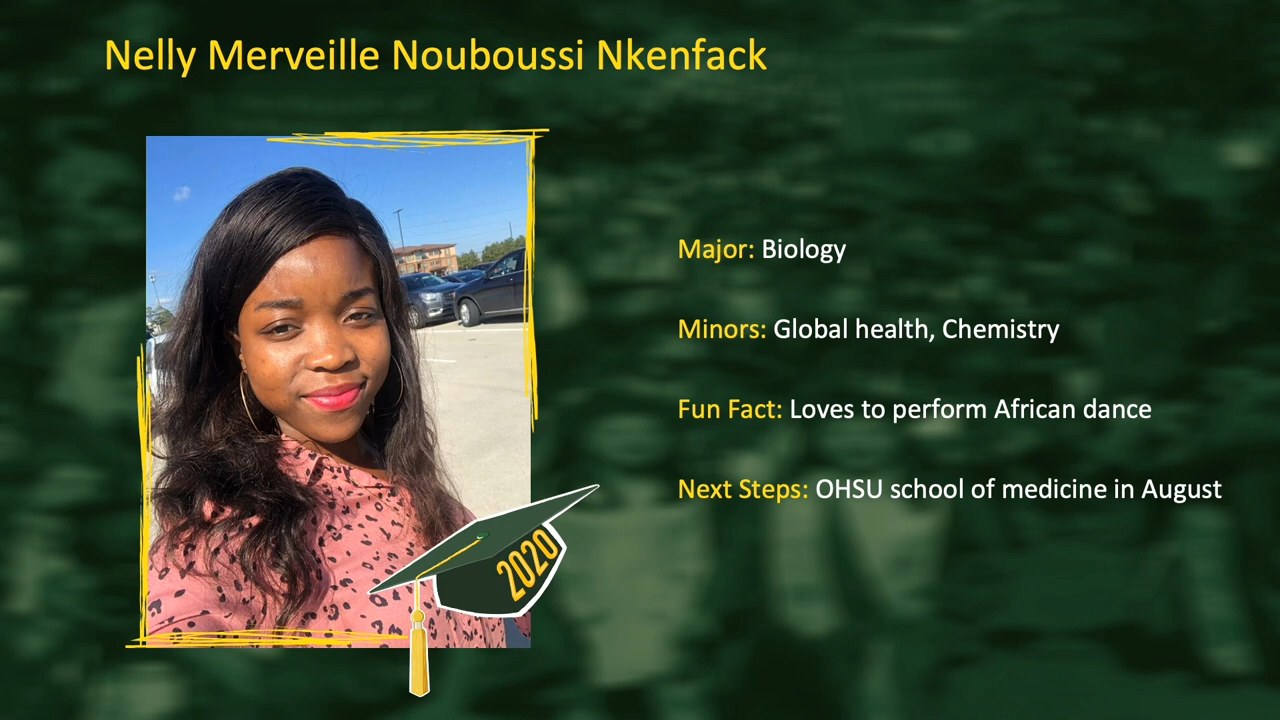 Nelly Merveille Nouboussi Nkenfack
Major: Biology
Minors: Global health, Chemistry
Fun Fact: Loves to perform African dance
Next Steps: OHSU school of medicine in August
2020